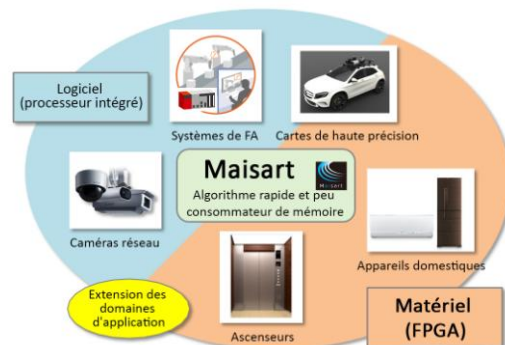 Logiciel
(processeur intégré)
Systèmes de FA
Cartes de haute précision
Maisart
Maisart
Algorithme rapide et peu
consommateur de mémoire
Caméras réseau
Appareils domestiques
Extension des
domaines
d'application
Ascenseurs
Matériel
(FPGA)